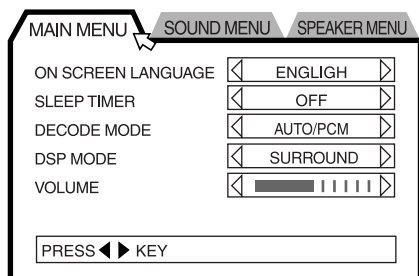 MAIN MENU SOUND MENU SPEAKER MENU
ON SCREEN LANGUAGE ENGLIGH
SLEEP TIMER OFF
DECODE MODE AUTO/PCM
DSP MODE SURROUND
VOLUME
PRESS ◀ ▶ KEY